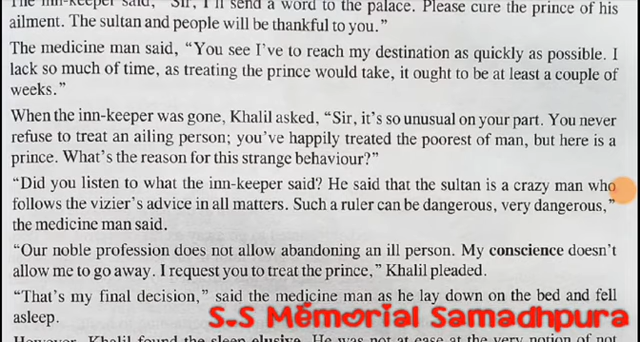 The inn-keeper said, "Sir, I'll send a word to the palace. Please cure the prince of his
ailment. The sultan and people will be thankful to you."
The medicine man said, "You see I've to reach my destination as quickly as possible. I
lack so much of time, as treating the prince would take, it ought to be at least a couple of
weeks."
When the inn-keeper was gone, Khalil asked, "Sir, it's so unusual on your part. You never
refuse to treat an ailing person; you've happily treated the poorest of man, but here is a
prince. What's the reason for this strange behaviour?"
"Did you listen to what the inn-keeper said? He said that the sultan is a crazy man who
follows the vizier's advice in all matters. Such a ruler can be dangerous, very dangerous,"
the medicine man said.
"Our noble profession does not allow abandoning an ill person. My conscience doesn't
allow me to go away. I request you to treat the prince," Khalil pleaded.
"That's my final decision," said the medicine man as he lay down on the bed and fell
asleep.
S.S Memorial Samadhpura
However, Khalil found the sleep elusive. He was not at ease at the very notion of not